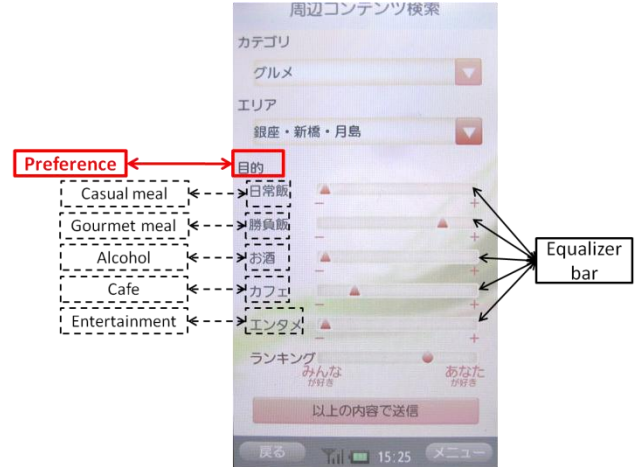 周辺コンテンツ検索
カテゴリ
グルメ
エリア
銀座・新橋・月島
Preference
目的
Casual meal
日常飯
- +
Gourmet meal
勝負飯
- +
Equalizer
bar
Alcohol
お酒
- +
Cafe
カフェ
- +
Entertainment
エンタメ
- +
ランキング
みんな
が好き
あなた
が好き
以上の内容で送信
戻る
15:25
メニュー